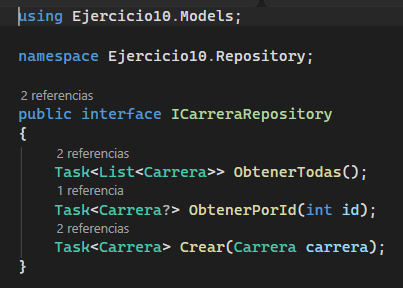 using Ejercicio10.Models;
namespace Ejercicio10.Repository;
2 referencias
public interface ICarreraRepository
{
2 referencias
Task<List<Carrera>> ObtenerTodas();
1 referencia
Task<Carrera?> ObtenerPorId(int id);
2 referencias
Task<Carrera> Crear(Carrera carrera);
}